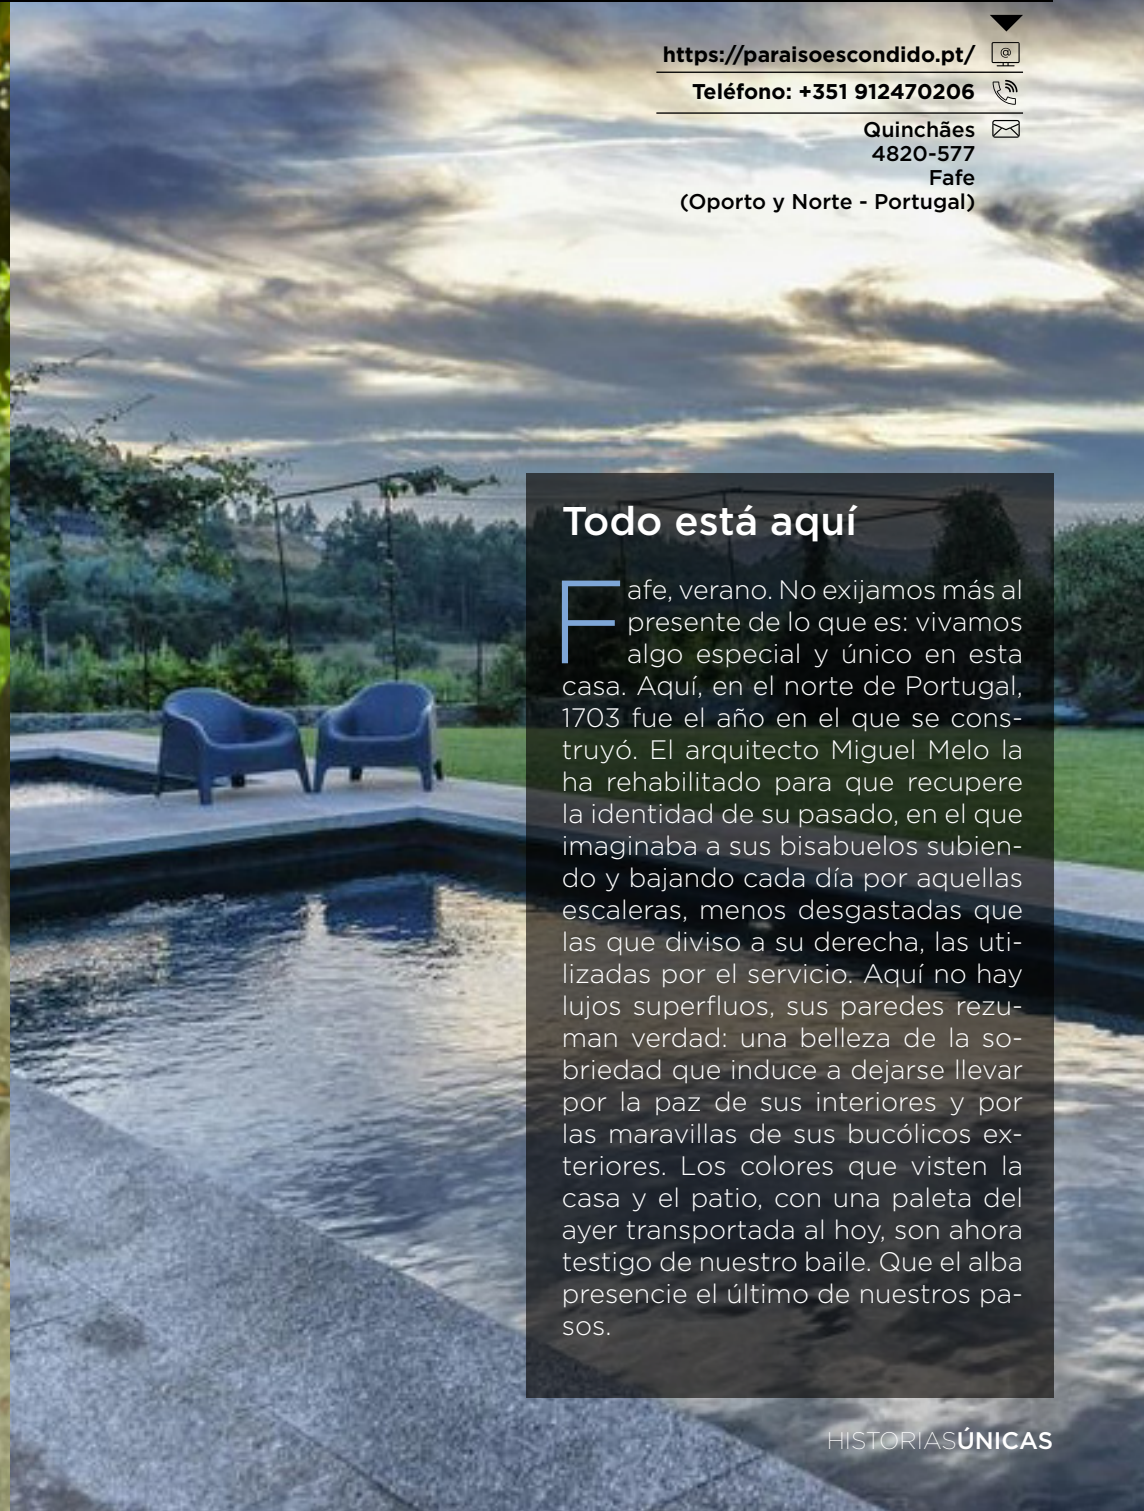 https://paraisoescondido.pt/
Teléfono: +351 912470206
Quinchães
4820-577
Fafe
(Oporto y Norte - Portugal)
Todo está aquí
Fafe, verano. No exijamos más al
presente de lo que es: vivamos
algo especial y único en esta
casa. Aquí, en el norte de Portugal,
1703 fue el año en el que se cons-
truyó. El arquitecto Miguel Melo la
ha rehabilitado para que recupere
la identidad de su pasado, en el que
imaginaba a sus bisabuelos subien-
do y bajando cada día por aquellas
escaleras, menos desgastadas que
las que diviso a su derecha, las uti-
lizadas por el servicio. Aquí no hay
lujos superfluos, sus paredes rezu-
man verdad: una belleza de la so-
briedad que induce a dejarse llevar
por la paz de sus interiores y por
las maravillas de sus bucólicos ex-
teriores. Los colores que visten la
casa y el patio, con una paleta del
ayer transportada al hoy, son ahora
testigo de nuestro baile. Que el alba
presencie el último de nuestros pa-
sos.
HISTORIASÚNICAS